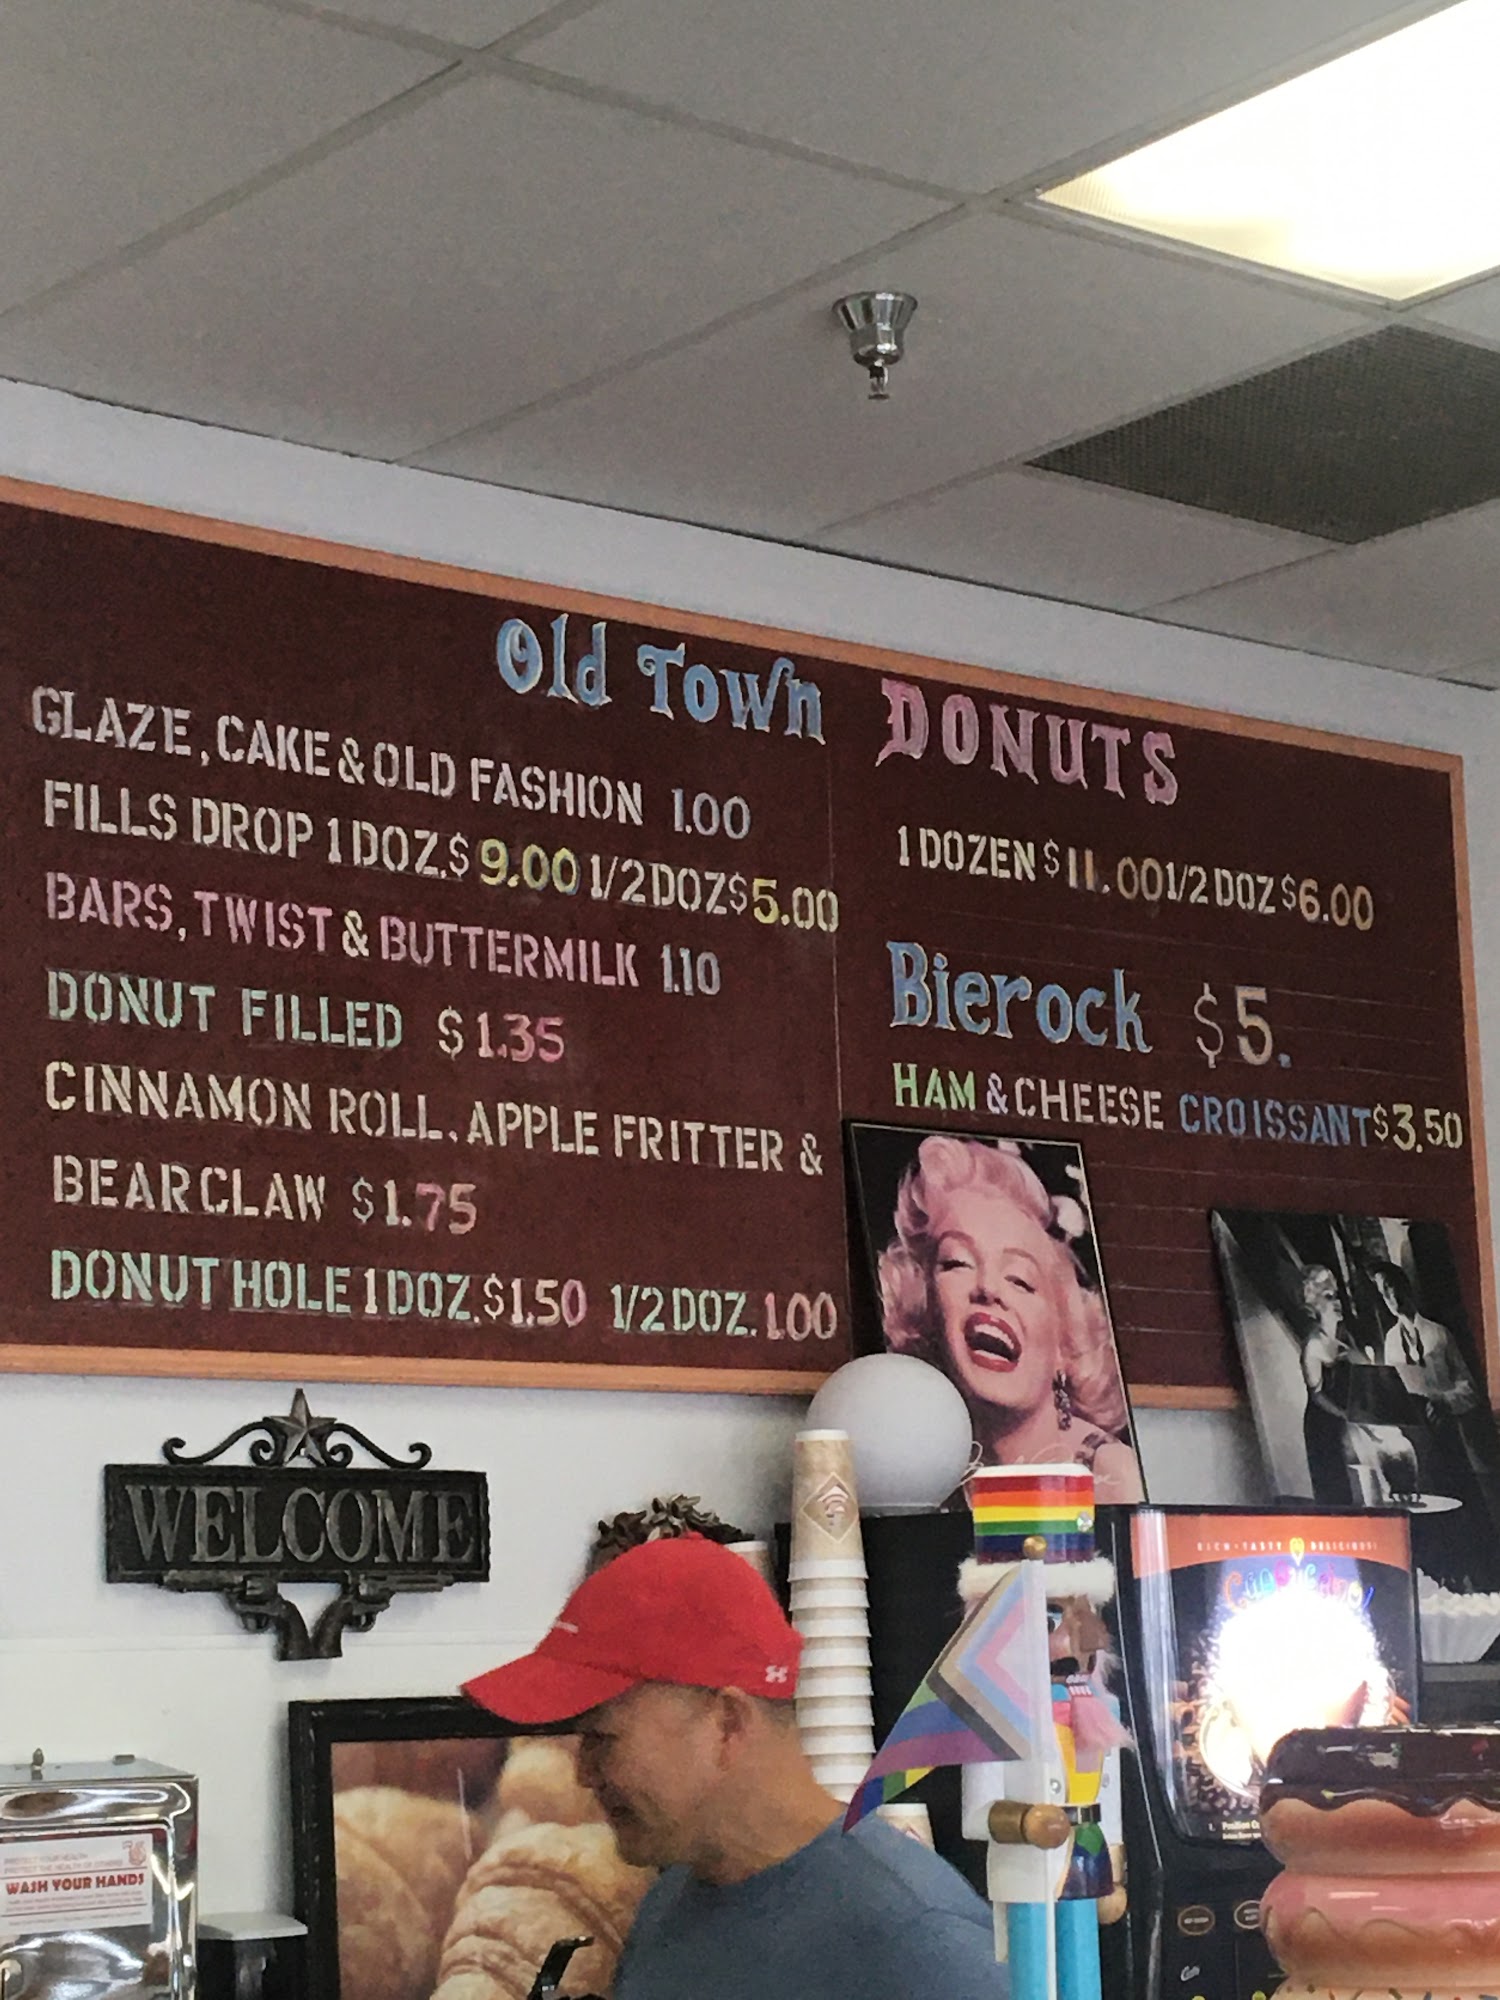 Old Town DONUTS
GLAZE, CAKE & OLD FASHION 1.00
FILLS DROP 1 DOZ. $9.00 1/2 DOZ $5.00
BARS, TWIST & BUTTERMILK 1.10
DONUT FILLED $1.35
CINNAMON ROLL. APPLE FRITTER &
BEARCLAW $1.75
DONUT HOLE 1 DOZ. $1.50 1/2 DOZ. 1.00
1 DOZEN $11.00 1/2 DOZ $6.00
Bierock $5.
HAM & CHEESE CROISSANT $3.50
WELCOME
RICH • TASTY DELICIOUS!
WASH YOUR HANDS